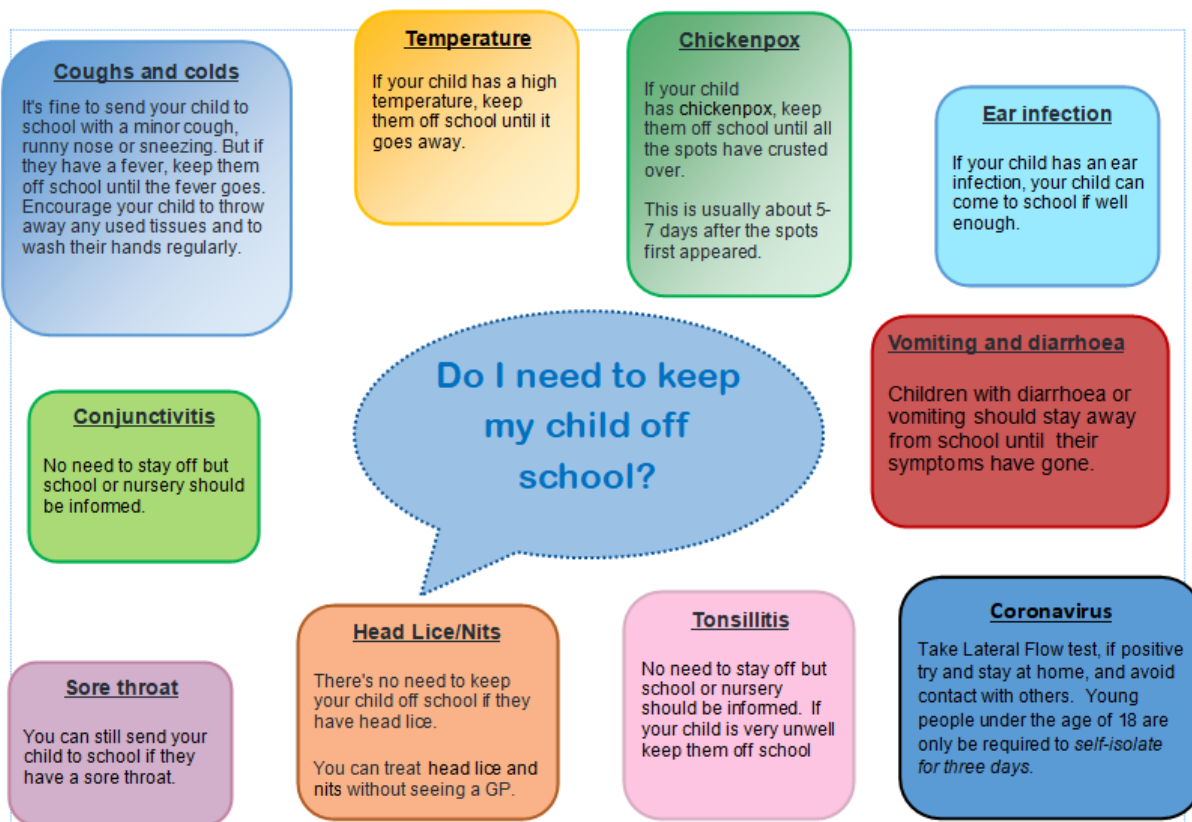 Coughs and colds
It's fine to send your child to
school with a minor cough,
runny nose or sneezing. But if
they have a fever, keep them
off school until the fever goes.
Encourage your child to throw
away any used tissues and to
wash their hands regularly.
Temperature
If your child has a high
temperature, keep
them off school until it
goes away.
Chickenpox
If your child
has chickenpox, keep
them off school until all
the spots have crusted
over.
This is usually about 5-
7 days after the spots
first appeared.
Ear infection
If your child has an ear
infection, your child can
come to school if well
enough.
Do I need to keep
my child off
school?
Vomiting and diarrhoea
Children with diarrhoea or
vomiting should stay away
from school until their
symptoms have gone.
Conjunctivitis
No need to stay off but
school or nursery should
be informed.
Sore throat
You can still send your
child to school if they
have a sore throat.
Head Lice/Nits
There's no need to keep
your child off school if they
have head lice.
You can treat head lice and
nits without seeing a GP.
Tonsillitis
No need to stay off but
school or nursery
should be informed. If
your child is very unwell
keep them off school
Coronavirus
Take Lateral Flow test, if positive
try and stay at home, and avoid
contact with others. Young
people under the age of 18 are
only be required to self-isolate
for three days.